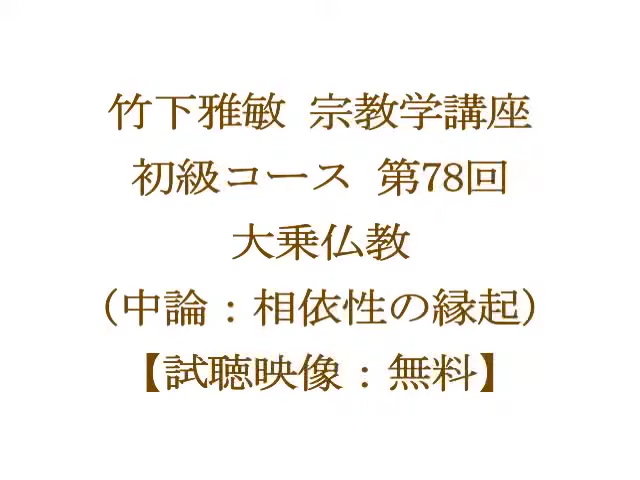 竹下雅敏 宗教学講座
初級コース 第78回
大乗仏教
（中論：相依性の縁起）
【試聴映像：無料】